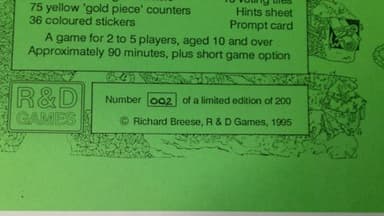 voting tiles
75 yellow 'gold piece' counters
Hints sheet
36 coloured stickers
Prompt card
A game for 2 to 5 players, aged 10 and over
Approximately 90 minutes, plus short game option
R&D
GAMES
Number 002 of a limited edition of 200
© Richard Breese, R & D Games, 1995